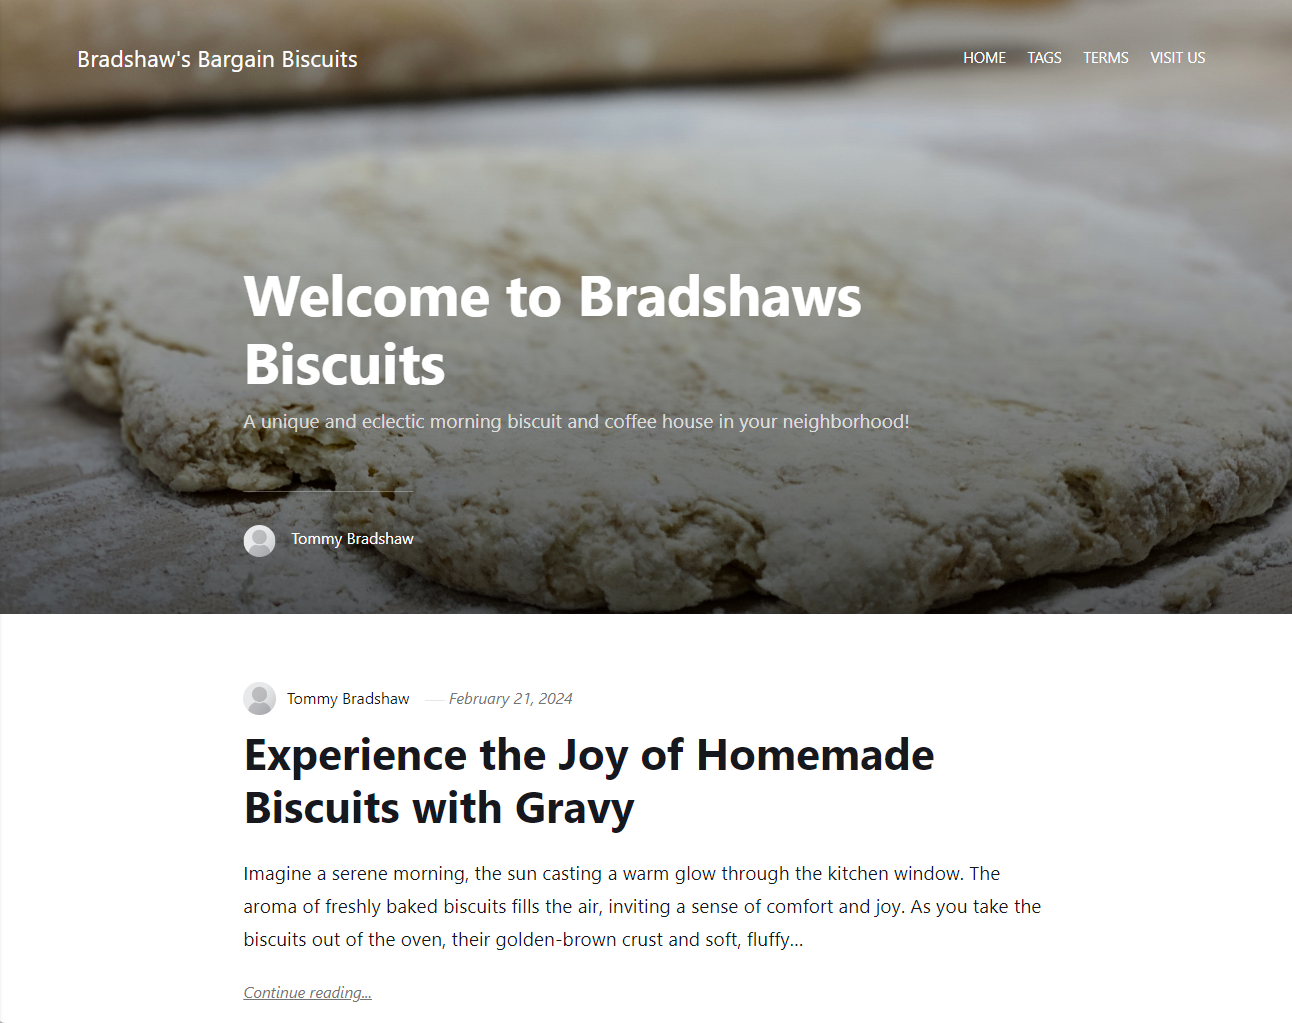 Bradshaw's Bargain Biscuits
HOME TAGS TERMS VISIT US
Welcome to Bradshaws
Biscuits
A unique and eclectic morning biscuit and coffee house in your neighborhood!
Tommy Bradshaw
Tommy Bradshaw — February 21, 2024
Experience the Joy of Homemade
Biscuits with Gravy
Imagine a serene morning, the sun casting a warm glow through the kitchen window. The
aroma of freshly baked biscuits fills the air, inviting a sense of comfort and joy. As you take the
biscuits out of the oven, their golden-brown crust and soft, fluffy...
Continue reading...